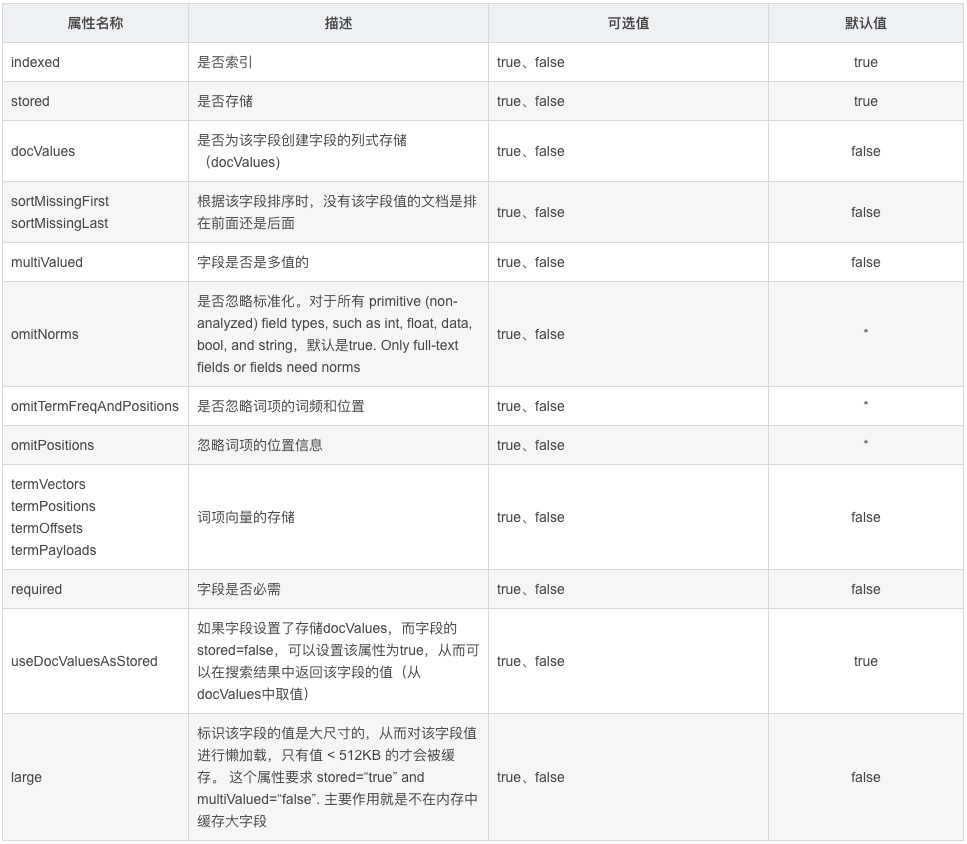 属性名称 描述 可选值 默认值
indexed 是否索引 true、false true
stored 是否存储 true、false true
docValues 是否为该字段创建字段的列式存储
（docValues) true、false false
sortMissingFirst
sortMissingLast 根据该字段排序时，没有该字段值的文档是排
在前面还是后面 true、false false
multiValued 字段是否是多值的 true、false false
omitNorms 是否忽略标准化。对于所有 primitive (non-
analyzed) field types, such as int, float, data,
bool, and string，默认是true. Only full-text
fields or fields need norms true、false *
omitTermFreqAndPositions 是否忽略词项的词频和位置 true、false *
omitPositions 忽略词项的位置信息 true、false *
termVectors
termPositions
termOffsets
termPayloads 词项向量的存储 true、false false
required 字段是否必需 true、false false
useDocValuesAsStored 如果字段设置了存储docValues，而字段的
stored=false，可以设置该属性为true，从而可
以在搜索结果中返回该字段的值（从
docValues中取值） true、false true
large 标识该字段的值是大尺寸的，从而对该字段值
进行懒加载，只有值 < 512KB 的才会被缓
存。 这个属性要求 stored=“true” and
multiValued=“false”. 主要作用就是不在内存中
缓存大字段 true、false false